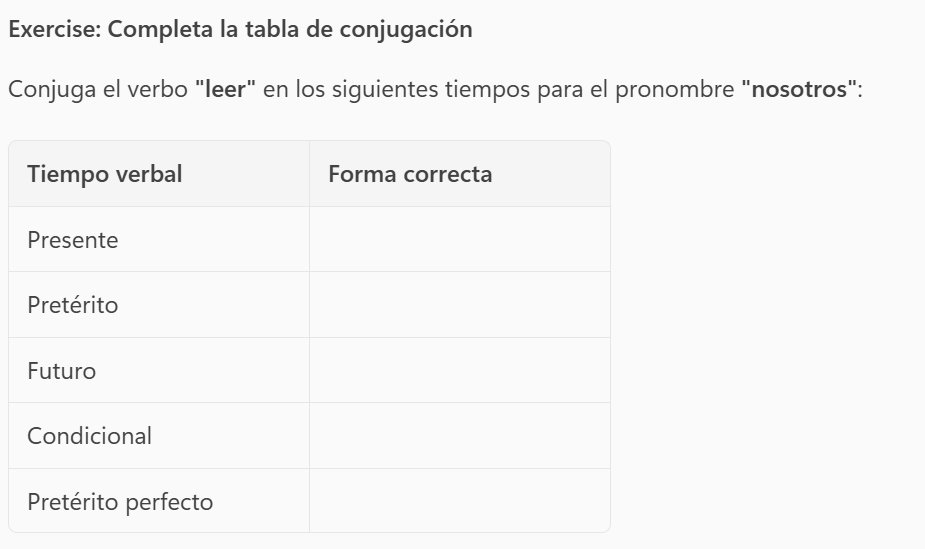 Exercise: Completa la tabla de conjugación
Conjuga el verbo "leer" en los siguientes tiempos para el pronombre "nosotros":
Tiempo verbal Forma correcta
Presente
Pretérito
Futuro
Condicional
Pretérito perfecto